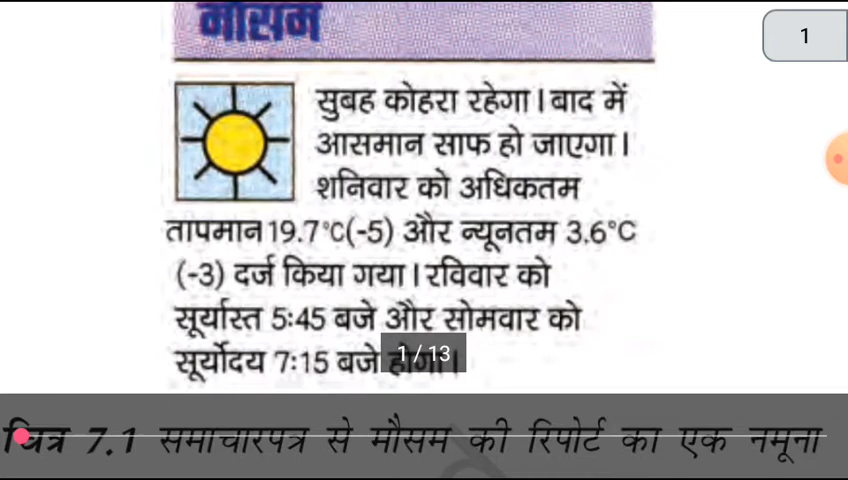 मौसम
1
सुबह कोहरा रहेगा। बाद में
आसमान साफ हो जाएगा।
शनिवार को अधिकतम
तापमान 19.7°C(-5) और न्यूनतम 3.6°C
(-3) दर्ज किया गया। रविवार को
सूर्यास्त 5:45 बजे और सोमवार को
सूर्योदय 7:15 बजे होगा।
1 / 13
चित्र 7.1 समाचारपत्र से मौसम की रिपोर्ट का एक नमूना